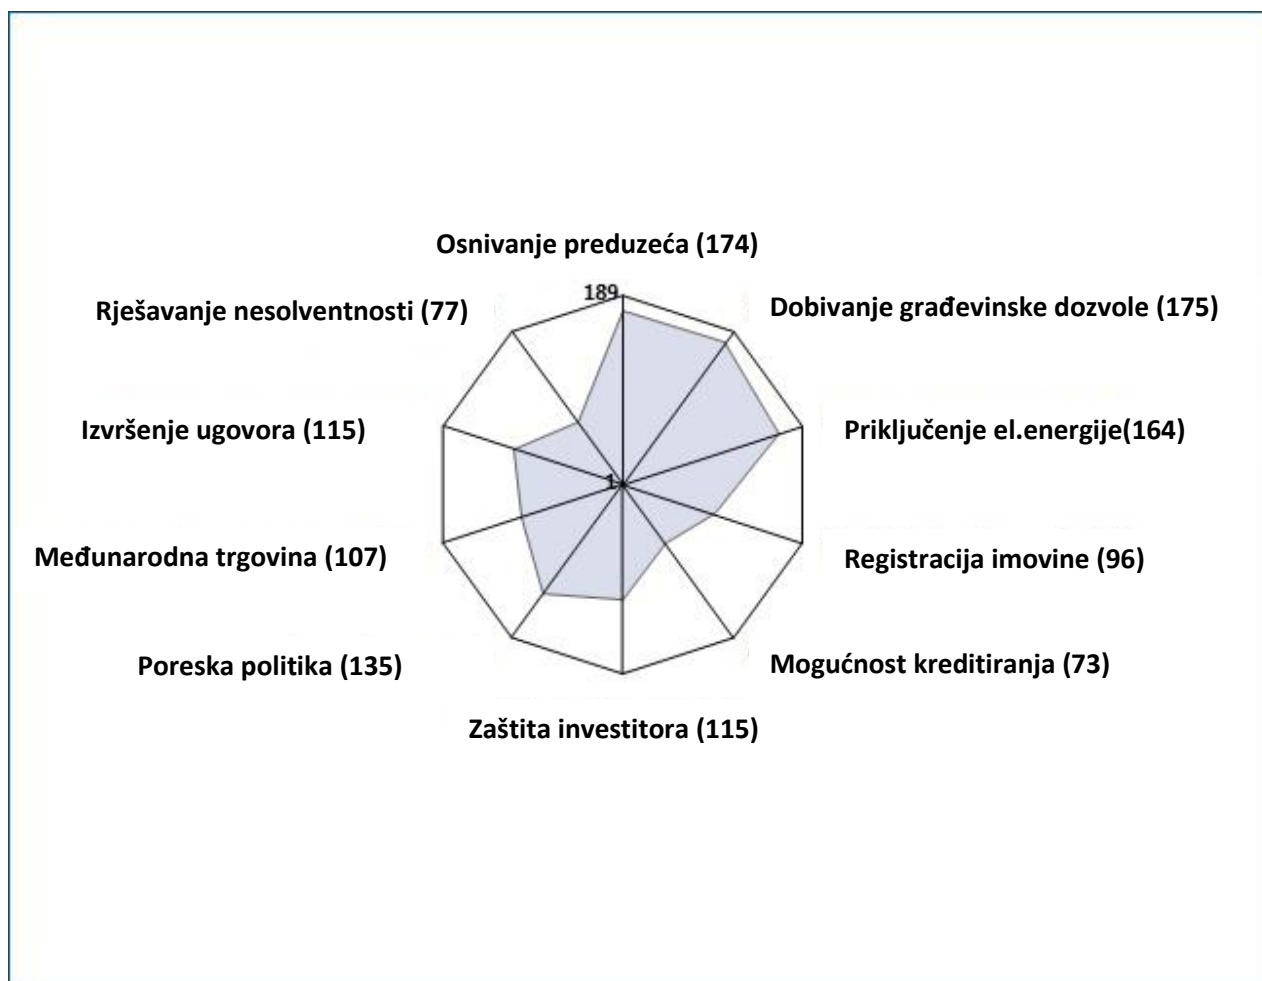 Osnivanje preduzeća (174)
189
Rješavanje nesolventnosti (77)
Dobivanje građevinske dozvole (175)
Izvršenje ugovora (115)
Priključenje el.energije(164)
1
Međunarodna trgovina (107)
Registracija imovine (96)
Poreska politika (135)
Mogućnost kreditiranja (73)
Zaštita investitora (115)